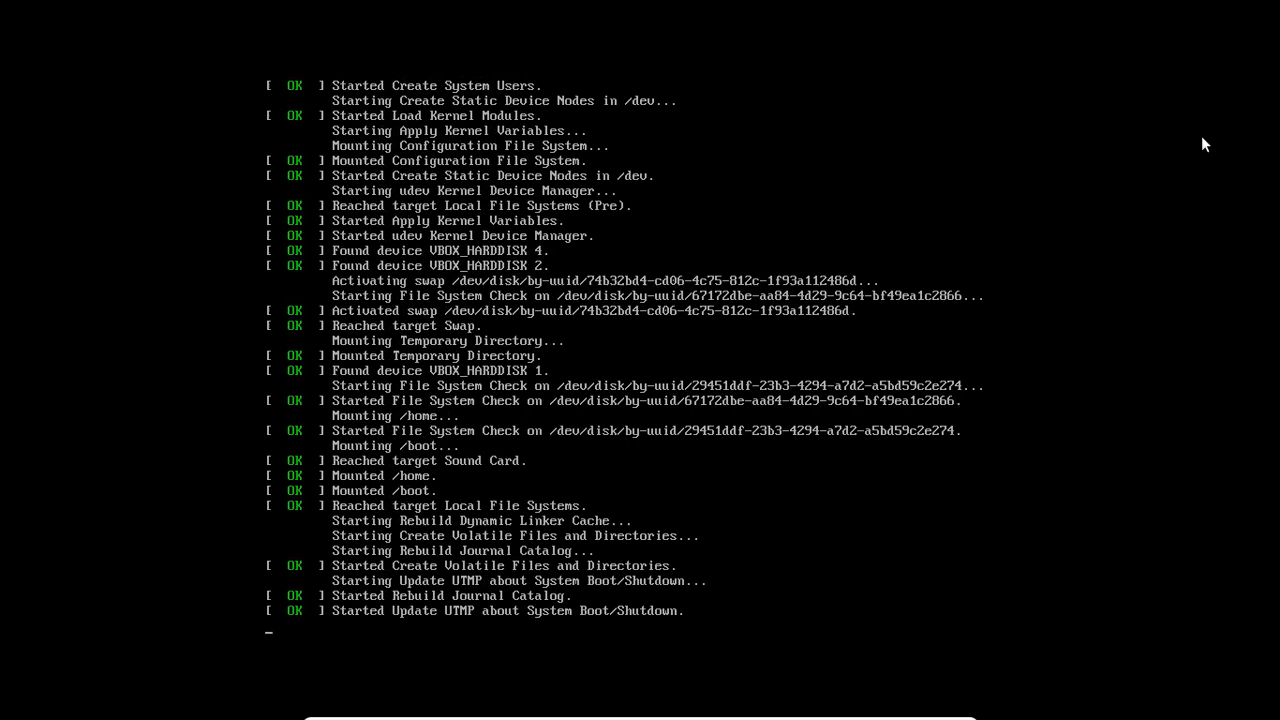 [  OK  ] Started Create System Users.
         Starting Create Static Device Nodes in /dev...
[  OK  ] Started Load Kernel Modules.
         Starting Apply Kernel Variables...
         Mounting Configuration File System...
[  OK  ] Mounted Configuration File System.
[  OK  ] Started Create Static Device Nodes in /dev.
         Starting udev Kernel Device Manager...
[  OK  ] Reached target Local File Systems (Pre).
[  OK  ] Started Apply Kernel Variables.
[  OK  ] Started udev Kernel Device Manager.
[  OK  ] Found device VBOX_HARDDISK 4.
[  OK  ] Found device VBOX_HARDDISK 2.
         Activating swap /dev/disk/by-uuid/74b32bd4-cd06-4c75-812c-1f93a112486d...
         Starting File System Check on /dev/disk/by-uuid/67172dbe-aa84-4d29-9c64-bf49ea1c2866...
[  OK  ] Activated swap /dev/disk/by-uuid/74b32bd4-cd06-4c75-812c-1f93a112486d.
[  OK  ] Reached target Swap.
         Mounting Temporary Directory...
[  OK  ] Mounted Temporary Directory.
[  OK  ] Found device VBOX_HARDDISK 1.
         Starting File System Check on /dev/disk/by-uuid/29451ddf-23b3-4294-a7d2-a5bd59c2e274...
[  OK  ] Started File System Check on /dev/disk/by-uuid/67172dbe-aa84-4d29-9c64-bf49ea1c2866.
         Mounting /home...
[  OK  ] Started File System Check on /dev/disk/by-uuid/29451ddf-23b3-4294-a7d2-a5bd59c2e274.
         Mounting /boot...
[  OK  ] Reached target Sound Card.
[  OK  ] Mounted /home.
[  OK  ] Mounted /boot.
[  OK  ] Reached target Local File Systems.
         Starting Rebuild Dynamic Linker Cache...
         Starting Create Volatile Files and Directories...
         Starting Rebuild Journal Catalog...
[  OK  ] Started Create Volatile Files and Directories.
         Starting Update UTMP about System Boot/Shutdown...
[  OK  ] Started Rebuild Journal Catalog.
[  OK  ] Started Update UTMP about System Boot/Shutdown.